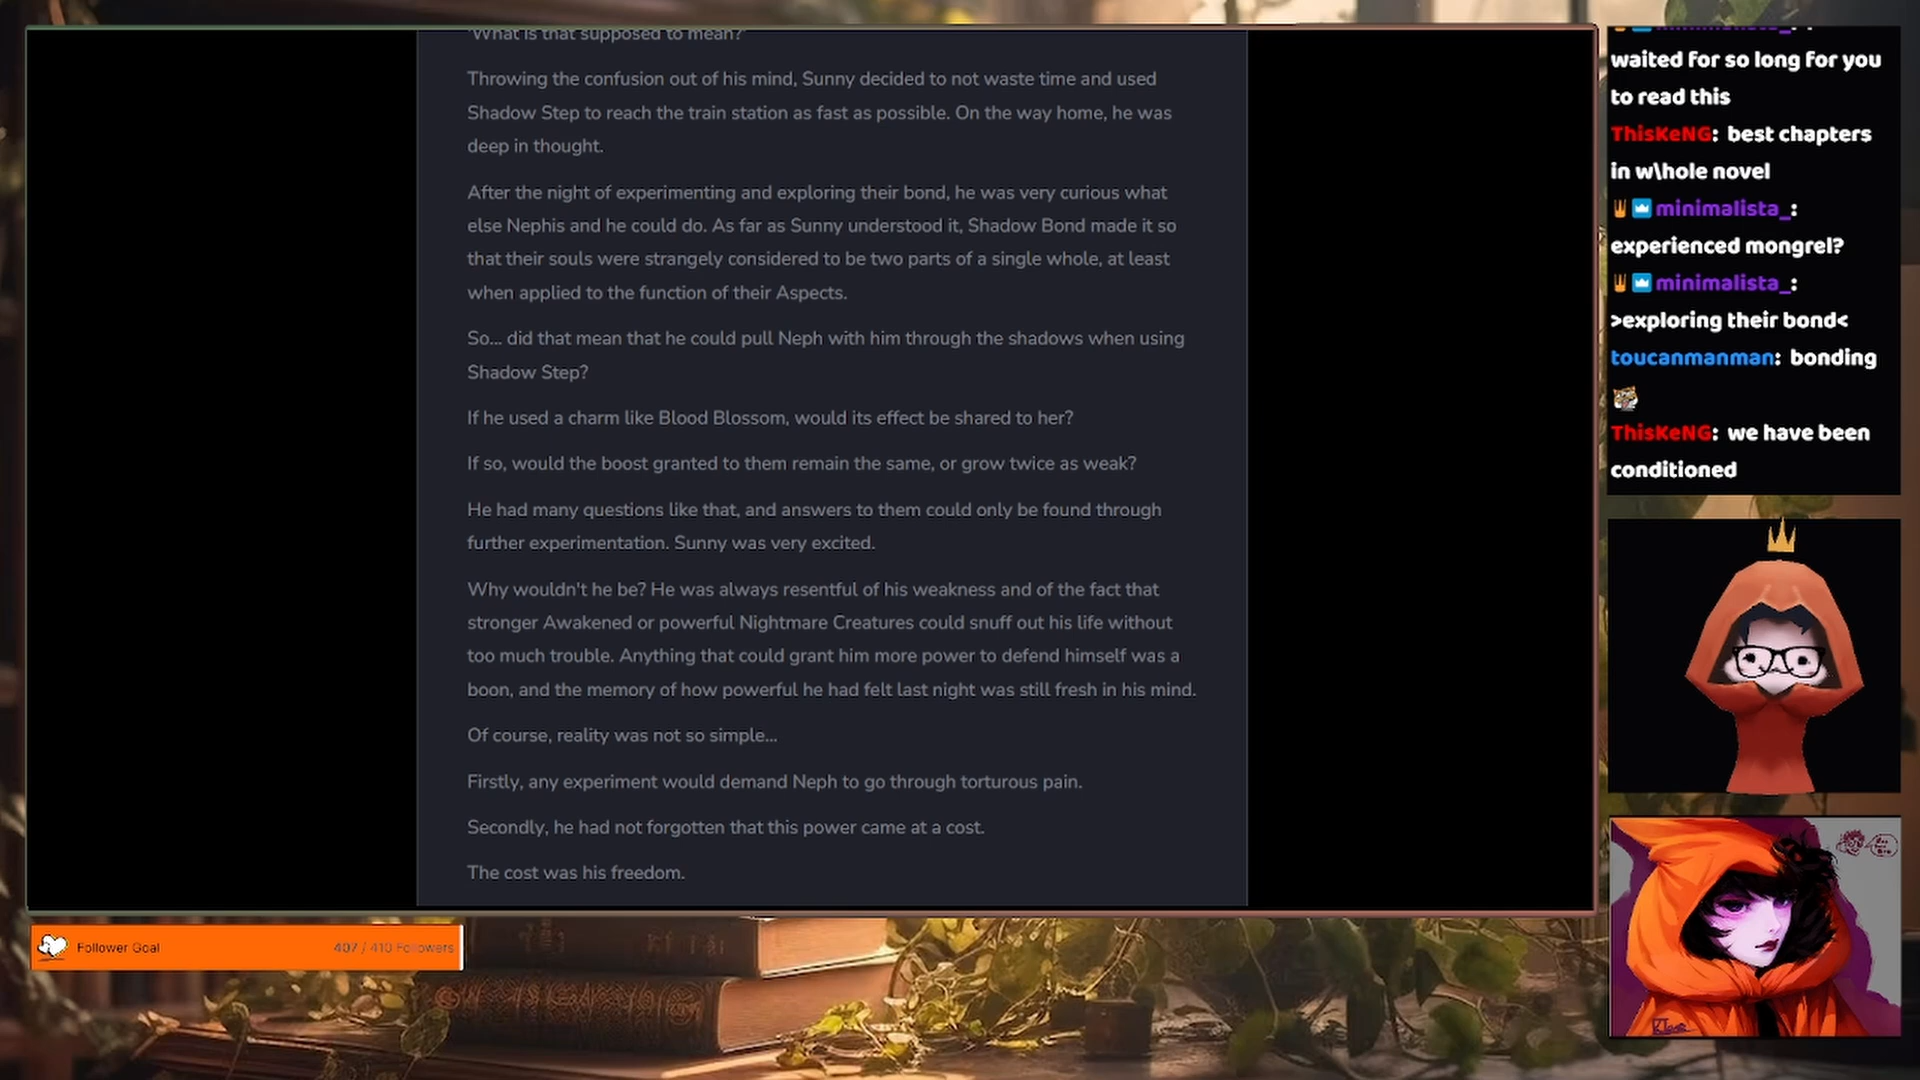 'What is that supposed to mean?'
Throwing the confusion out of his mind, Sunny decided to not waste time and used
Shadow Step to reach the train station as fast as possible. On the way home, he was
deep in thought.
After the night of experimenting and exploring their bond, he was very curious what
else Nephis and he could do. As far as Sunny understood it, Shadow Bond made it so
that their souls were strangely considered to be two parts of a single whole, at least
when applied to the function of their Aspects.
So... did that mean that he could pull Neph with him through the shadows when using
Shadow Step?
If he used a charm like Blood Blossom, would its effect be shared to her?
If so, would the boost granted to them remain the same, or grow twice as weak?
He had many questions like that, and answers to them could only be found through
further experimentation. Sunny was very excited.
Why wouldn't he be? He was always resentful of his weakness and of the fact that
stronger Awakened or powerful Nightmare Creatures could snuff out his life without
too much trouble. Anything that could grant him more power to defend himself was a
boon, and the memory of how powerful he had felt last night was still fresh in his mind.
Of course, reality was not so simple...
Firstly, any experiment would demand Neph to go through torturous pain.
Secondly, he had not forgotten that this power came at a cost.
The cost was his freedom.
minimalista_:
waited for so long for you
to read this
ThisKeNG: best chapters
in w\hole novel
minimalista_:
experienced mongrel?
minimalista_:
>exploring their bond<
toucanmanman: bonding
ThisKeNG: we have been
conditioned
Follower Goal
407 / 410 Followers